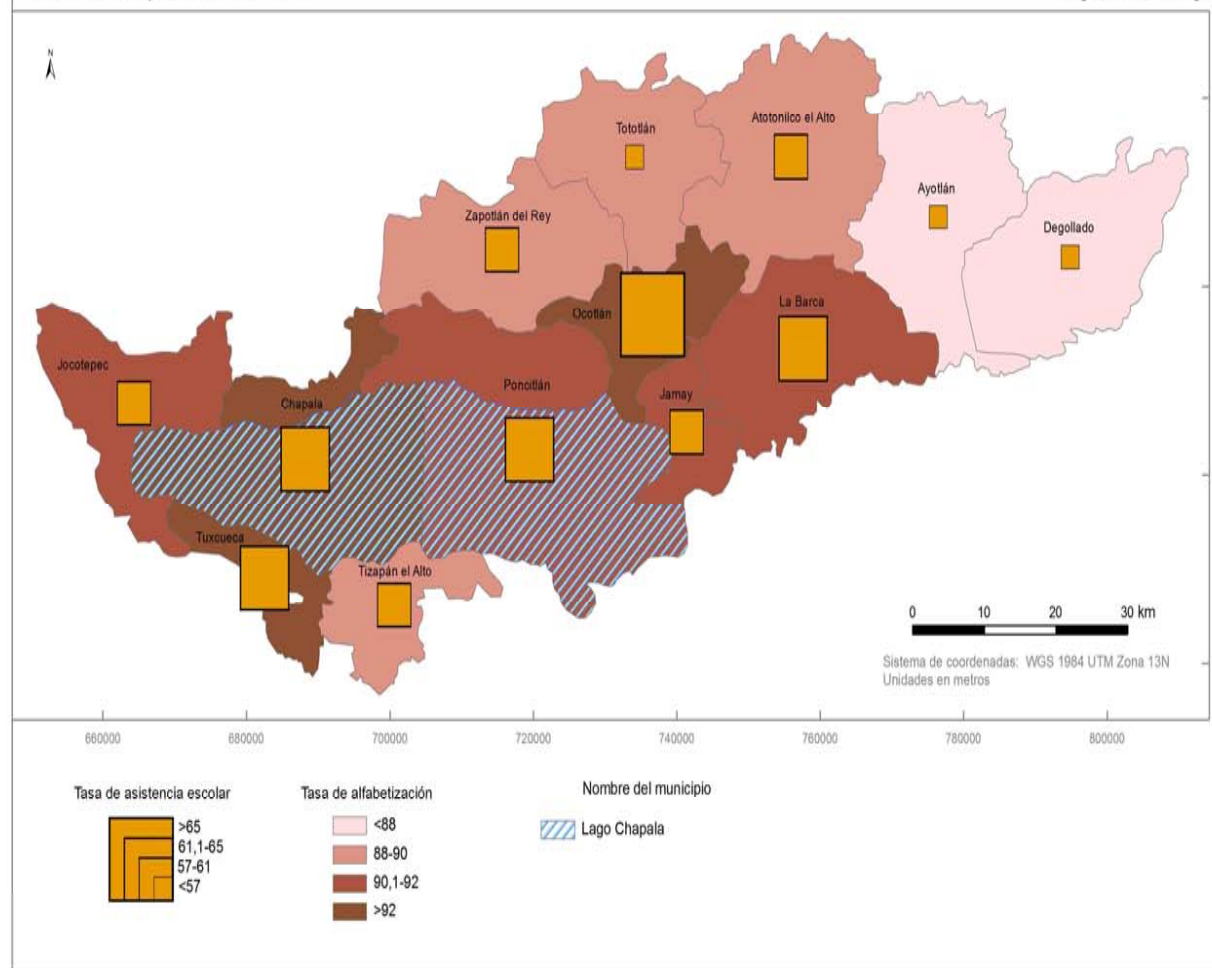 N
Tototlán
Atotonilco el Alto
Ayotlán
Zapotlán del Rey
Degollado
La Barca
Ocotlán
Jocotepec
Poncitlán
Jamay
Chapala
Tuxcueca
Tizapán el Alto
0 10 20 30 km
Sistema de coordenadas: WGS 1984 UTM Zona 13N
Unidades en metros
660000 680000 700000 720000 740000 760000 780000 800000
Tasa de asistencia escolar
>65
61,1-65
57-61
<57
Tasa de alfabetización
<88
88-90
90,1-92
>92
Nombre del municipio
Lago Chapala